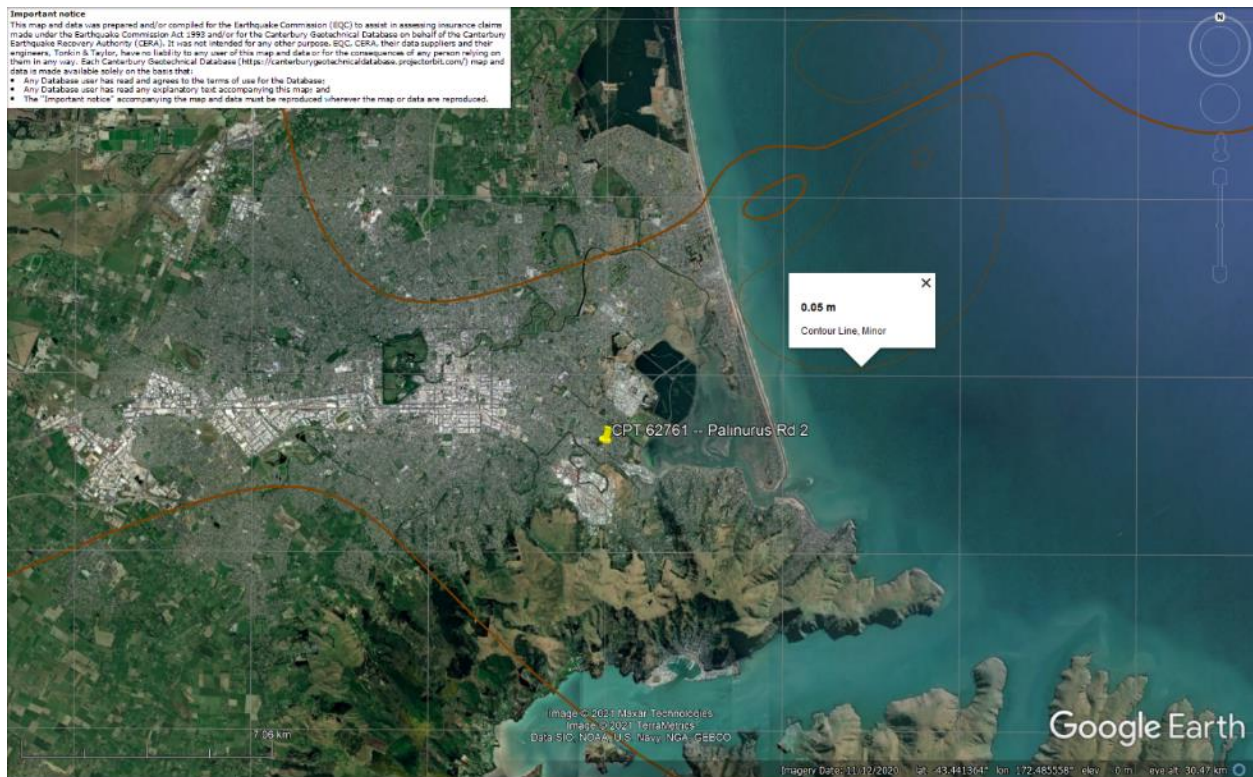 Important notice
This map and data was prepared and/or compiled for the Earthquake Commission (EQC) to assist in assessing insurance claims
made under the Earthquake Commission Act 1993 and/or for the Canterbury Geotechnical Database on behalf of the Canterbury
Earthquake Recovery Authority (CERA). It was not intended for any other purpose. EQC, CERA, their data suppliers and their
engineers, Tonkin & Taylor, have no liability to any user of this map and data or for the consequences of any person relying on
them in any way. Each Canterbury Geotechnical Database (https://canterburygeotechnicaldatabase.projectorbit.com/) map and
data is made available solely on the basis that:
• Any Database user has read and agrees to the terms of use for the Database;
• Any Database user has read any explanatory text accompanying this map; and
• The "Important notice" accompanying the map and data must be reproduced wherever the map or data are reproduced.
N
0.05 m
Contour Line, Minor
CPT 62761 -- Palinurus Rd 2
Image © 2021 Maxar Technologies
Image © 2021 TerraMetrics
Data SIO, NOAA, U.S. Navy, NGA, GEBCO
7.06 km
Google Earth
Imagery Date: 11/12/2020 lat -43.441364° lon 172.485558° elev 0 m eye alt 30.47 km